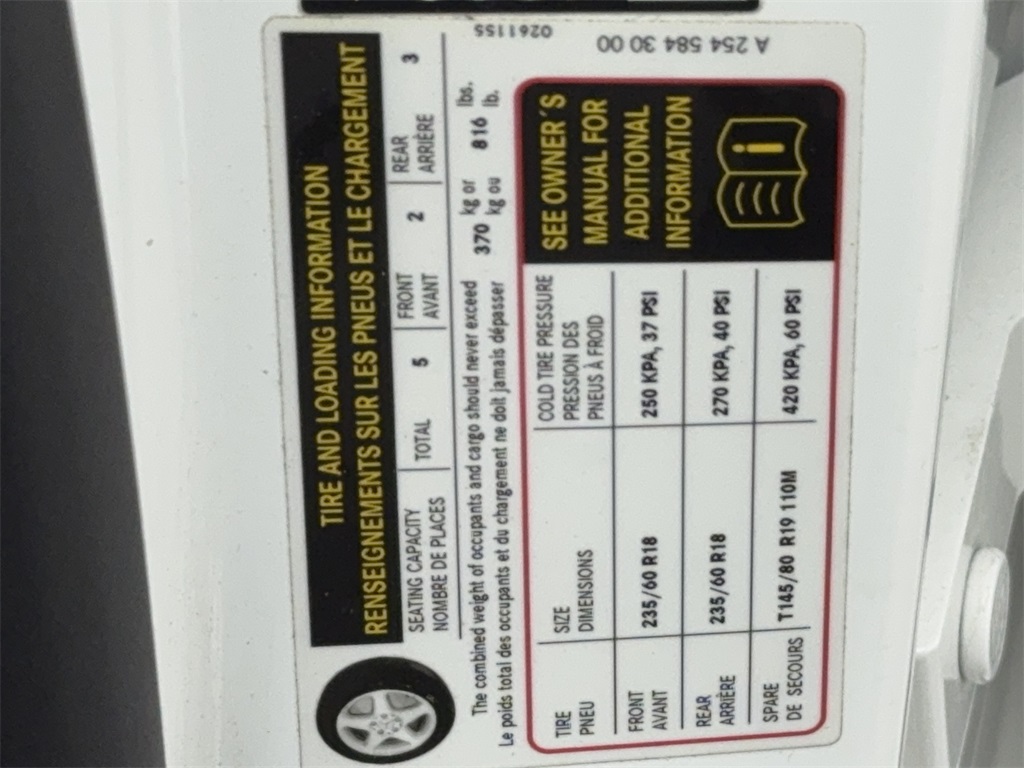 TIRE AND LOADING INFORMATION
RENSEIGNEMENTS SUR LES PNEUS ET LE CHARGEMENT
SEATING CAPACITY TOTAL 5 FRONT 2 REAR 3
NOMBRE DE PLACES AVANT ARRIÈRE
The combined weight of occupants and cargo should never exceed 370 kg or 816 lbs.
Le poids total des occupants et du chargement ne doit jamais dépasser kg ou lb.
TIRE SIZE COLD TIRE PRESSURE
PNEU DIMENSIONS PRESSION DES
PNEUS À FROID
FRONT 235/60 R18 250 KPA, 37 PSI
AVANT
REAR 235/60 R18 270 KPA, 40 PSI
ARRIÈRE
SPARE T145/80 R19 110M 420 KPA, 60 PSI
DE SECOURS
SEE OWNER´S
MANUAL FOR
ADDITIONAL
INFORMATION
i
0261155
A 254 584 30 00